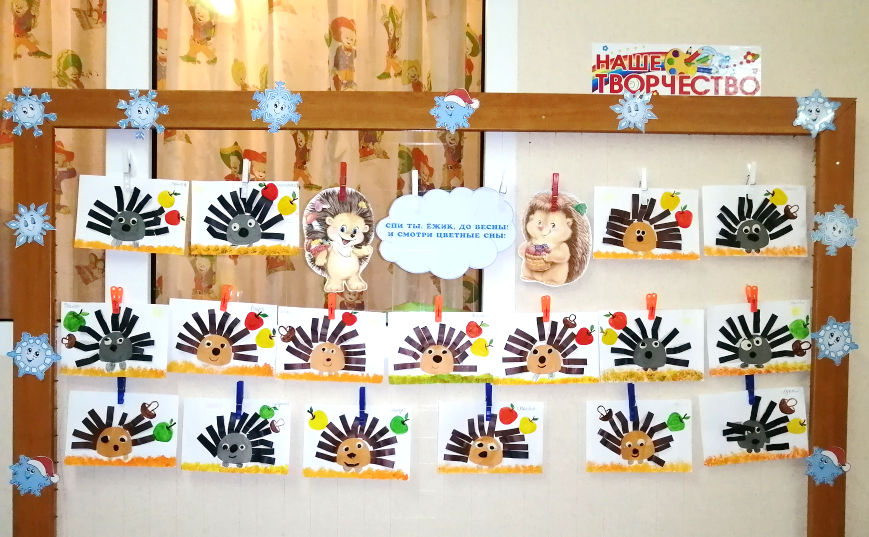 НАШЕ
ТВОРЧЕСТВО
СПИ ТЫ, ЁЖИК, ДО ВЕСНЫ!
И СМОТРИ ЦВЕТНЫЕ СНЫ!